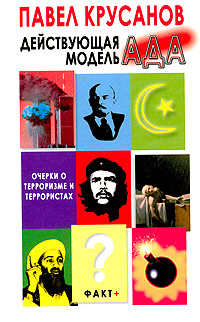 ПАВЕЛ КРУСАНОВ
ДЕЙСТВУЮЩАЯ
МОДЕЛЬ АДА
ОЧЕРКИ О
ТЕРРОРИЗМЕ И
ТЕРРОРИСТАХ
?
ФАКТ+